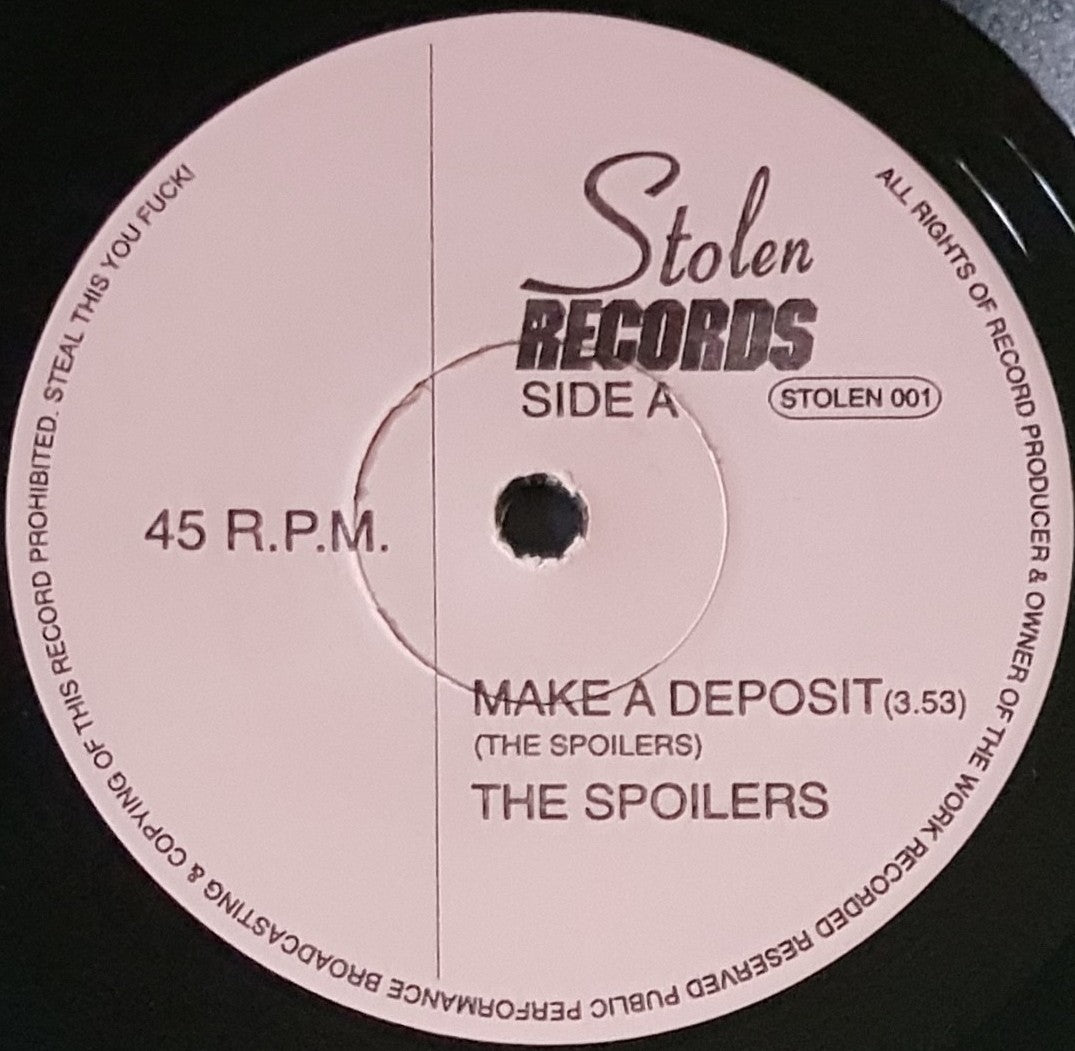 Stolen
RECORDS
SIDE A
STOLEN 001
45 R.P.M.
MAKE A DEPOSIT (3.53)
(THE SPOILERS)
THE SPOILERS
ALL RIGHTS OF RECORD PRODUCER & OWNER OF THE WORK RECORDED RESERVED PUBLIC PERFORMANCE BROADCASTING & COPYING OF THIS RECORD PROHIBITED. STEAL THIS YOU FUCK!